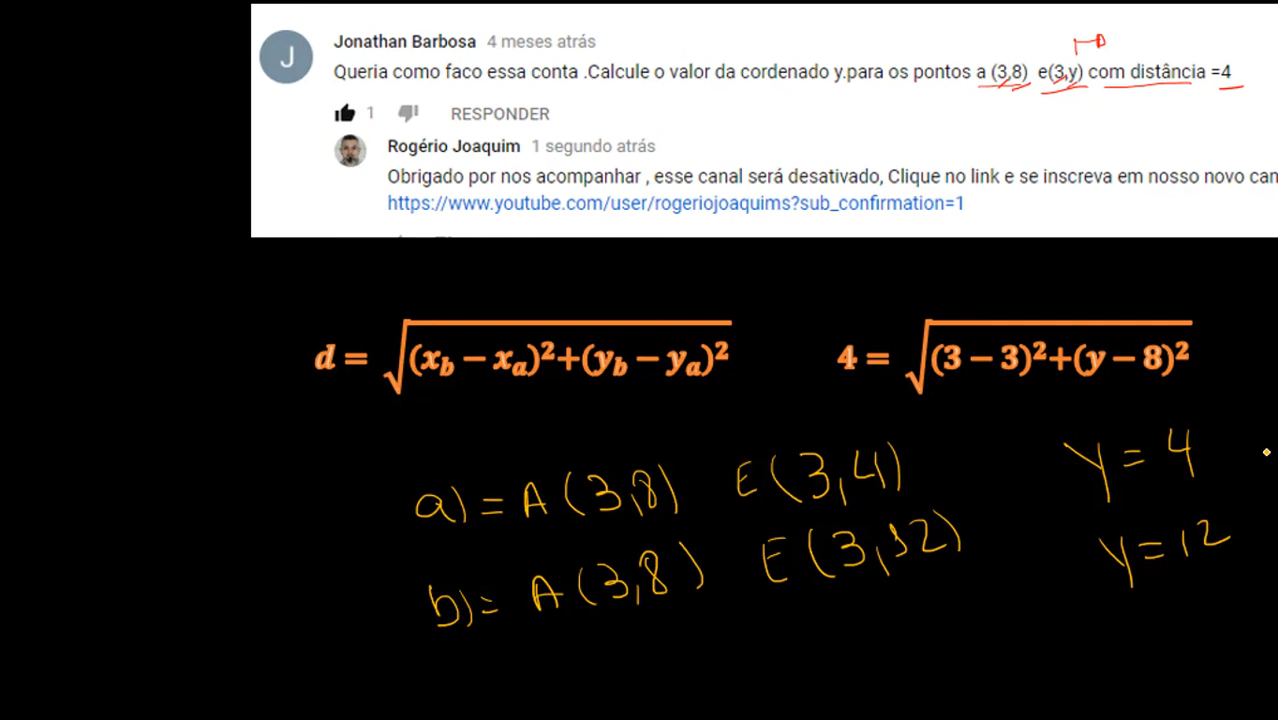 J
Jonathan Barbosa 4 meses atrás
Queria como faco essa conta .Calcule o valor da cordenado y.para os pontos a (3,8) e(3,y) com distância =4
1 RESPONDER
Rogério Joaquim 1 segundo atrás
Obrigado por nos acompanhar , esse canal será desativado, Clique no link e se inscreva em nosso novo can
https://www.youtube.com/user/rogeriojoaquims?sub_confirmation=1
d = √(x_b − x_a)²+(y_b − y_a)² 4 = √(3 − 3)²+(y − 8)²
a) = A (3,8) E (3,4) y = 4
b) = A (3,8) E (3,12) y = 12